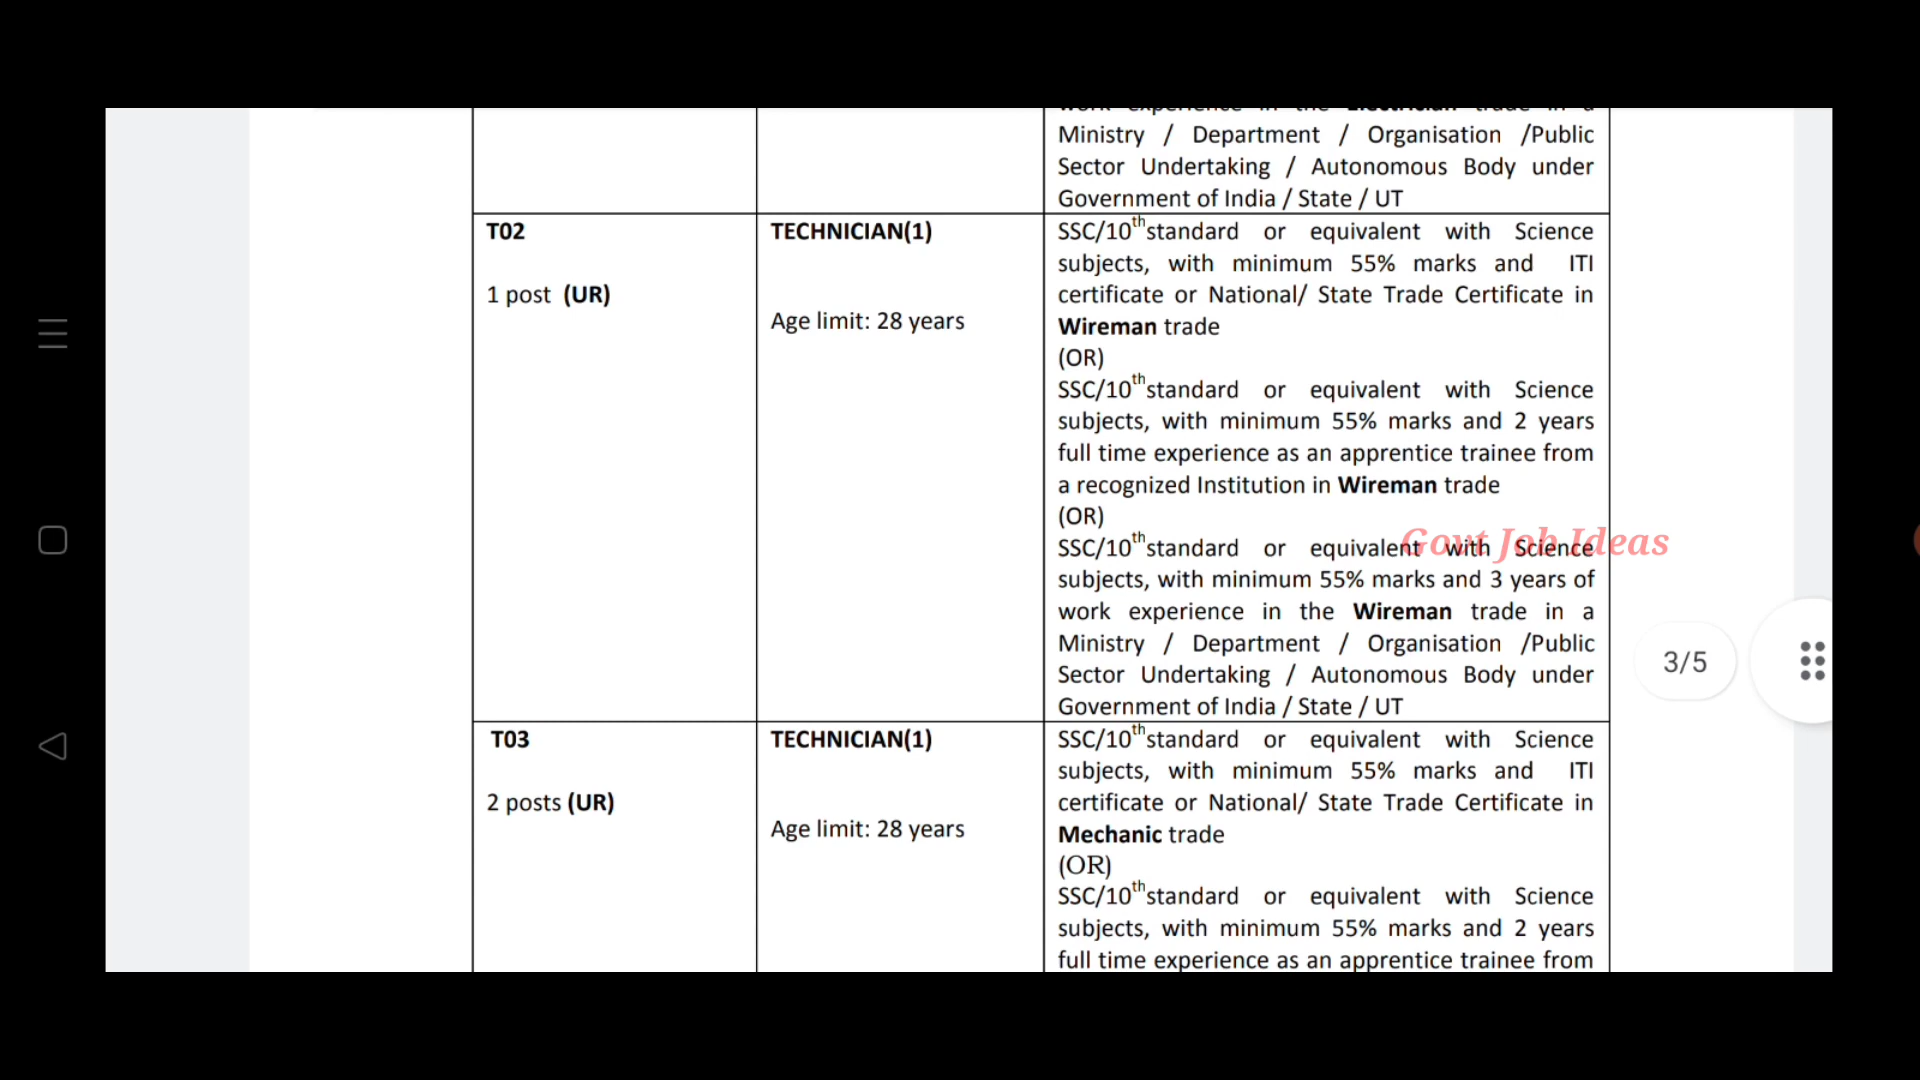 work experience in the Electrician trade in a
Ministry / Department / Organisation /Public
Sector Undertaking / Autonomous Body under
Government of India / State / UT
T02
1 post (UR)
TECHNICIAN(1)
Age limit: 28 years
SSC/10th standard or equivalent with Science
subjects, with minimum 55% marks and ITI
certificate or National/ State Trade Certificate in
Wireman trade
(OR)
SSC/10th standard or equivalent with Science
subjects, with minimum 55% marks and 2 years
full time experience as an apprentice trainee from
a recognized Institution in Wireman trade
(OR)
SSC/10th standard or equivalent with Science
subjects, with minimum 55% marks and 3 years of
work experience in the Wireman trade in a
Ministry / Department / Organisation /Public
Sector Undertaking / Autonomous Body under
Government of India / State / UT
Govt Job Ideas
3/5
T03
2 posts (UR)
TECHNICIAN(1)
Age limit: 28 years
SSC/10th standard or equivalent with Science
subjects, with minimum 55% marks and ITI
certificate or National/ State Trade Certificate in
Mechanic trade
(OR)
SSC/10th standard or equivalent with Science
subjects, with minimum 55% marks and 2 years
full time experience as an apprentice trainee from